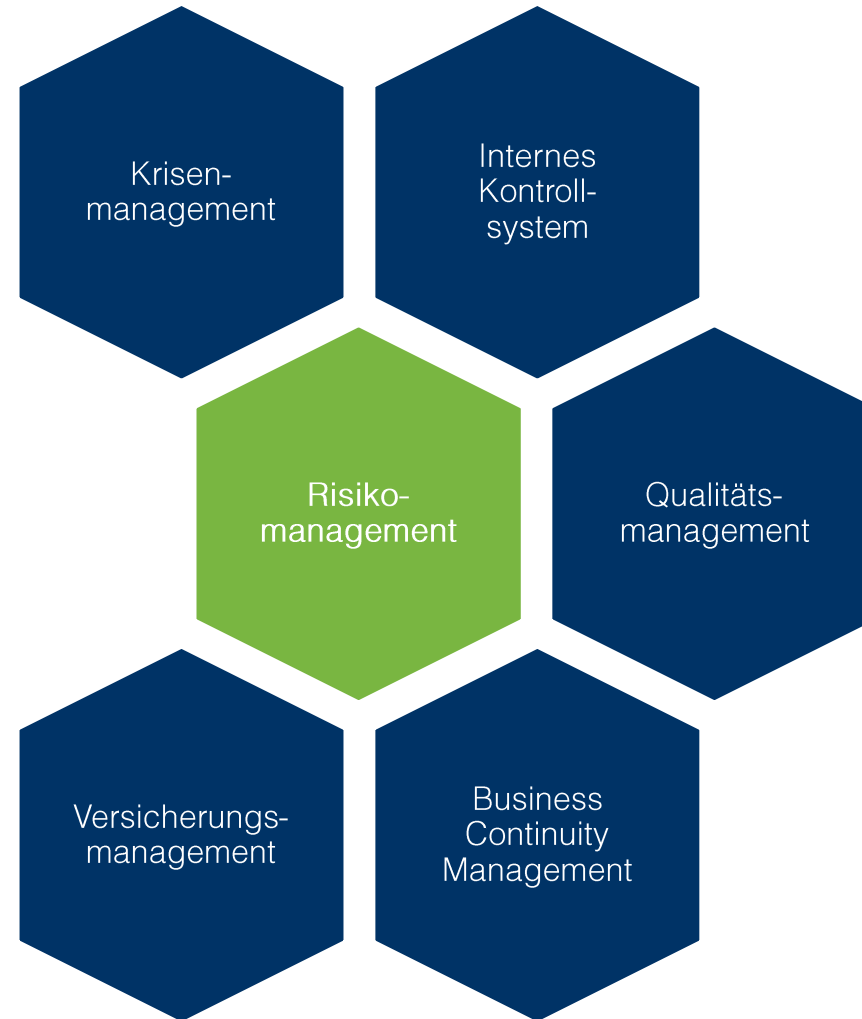 Krisen-
management
Internes
Kontroll-
system
Risiko-
management
Qualitäts-
management
Versicherungs-
management
Business
Continuity
Management